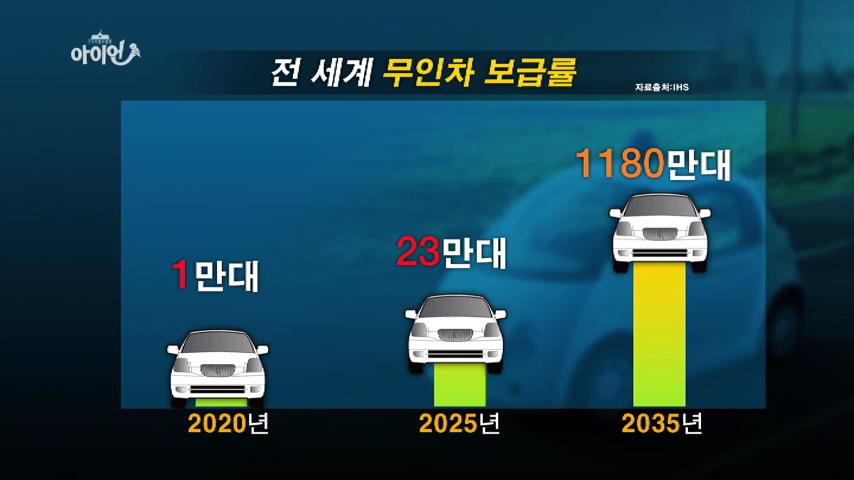 아이언
전 세계 무인차 보급률
자료출처:IHS
1180만대
23만대
1만대
2020년
2025년
2035년